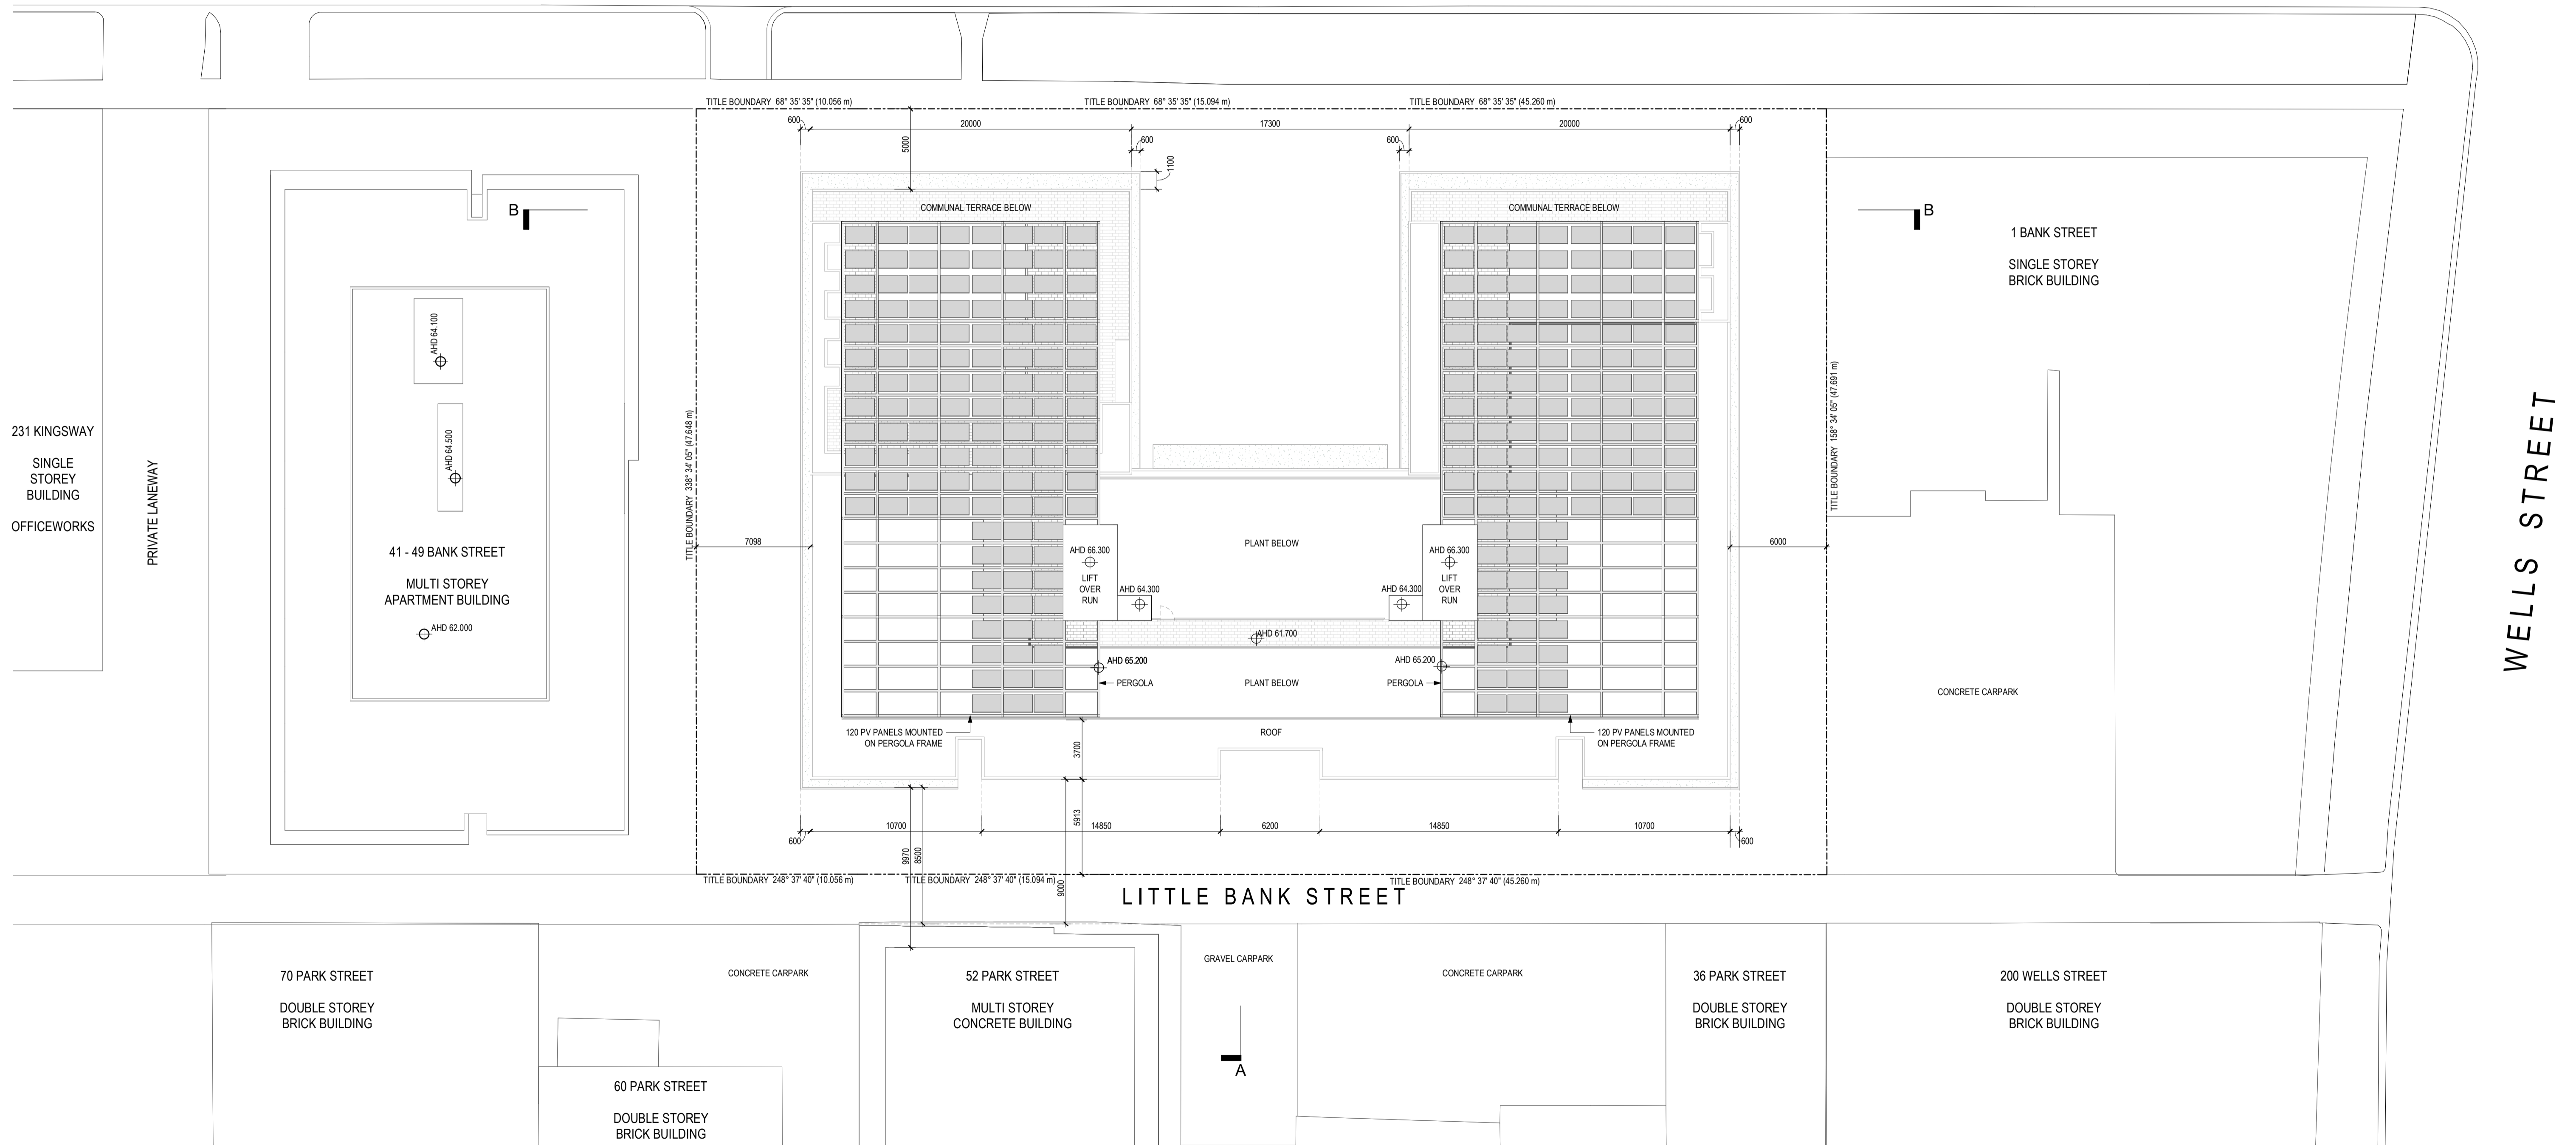 TITLE BOUNDARY 68° 35' 35" (10.056 m)
TITLE BOUNDARY 68° 35' 35" (15.094 m)
TITLE BOUNDARY 68° 35' 35" (45.260 m)
600
20000
17300
20000
600
600
600
5000
1100
COMMUNAL TERRACE BELOW
COMMUNAL TERRACE BELOW
B
B
1 BANK STREET
SINGLE STOREY
BRICK BUILDING
AHD 64.100
AHD 64.500
231 KINGSWAY
SINGLE
STOREY
BUILDING
OFFICEWORKS
PRIVATE LANEWAY
41 - 49 BANK STREET
MULTI STOREY
APARTMENT BUILDING
AHD 62.000
TITLE BOUNDARY 338° 34' 05" (47.648 m)
TITLE BOUNDARY 158° 34' 05" (47.691 m)
WELLS STREET
7098
6000
PLANT BELOW
AHD 66.300
LIFT
OVER
RUN
AHD 64.300
AHD 64.300
AHD 66.300
LIFT
OVER
RUN
AHD 61.700
AHD 65.200
AHD 65.200
PERGOLA
PLANT BELOW
PERGOLA
CONCRETE CARPARK
120 PV PANELS MOUNTED
ON PERGOLA FRAME
ROOF
120 PV PANELS MOUNTED
ON PERGOLA FRAME
3700
5913
600
10700
14850
6200
14850
10700
600
9970
8500
9000
TITLE BOUNDARY 248° 37' 40" (10.056 m)
TITLE BOUNDARY 248° 37' 40" (15.094 m)
TITLE BOUNDARY 248° 37' 40" (45.260 m)
LITTLE BANK STREET
70 PARK STREET
DOUBLE STOREY
BRICK BUILDING
CONCRETE CARPARK
60 PARK STREET
DOUBLE STOREY
BRICK BUILDING
52 PARK STREET
MULTI STOREY
CONCRETE BUILDING
GRAVEL CARPARK
A
CONCRETE CARPARK
36 PARK STREET
DOUBLE STOREY
BRICK BUILDING
200 WELLS STREET
DOUBLE STOREY
BRICK BUILDING